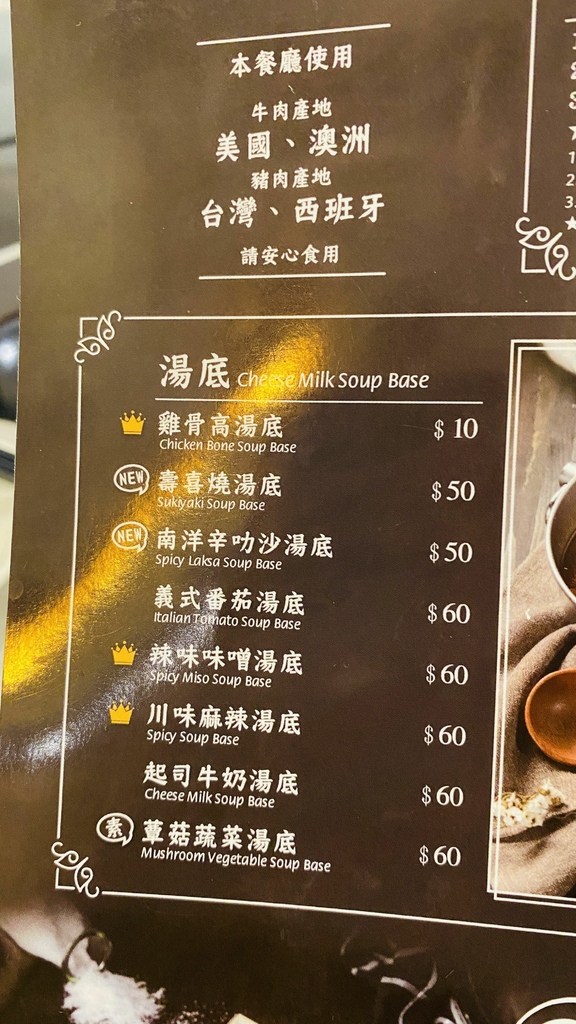 本餐廳使用
牛肉產地
美國、澳洲
豬肉產地
台灣、西班牙
請安心食用
湯底 Cheese Milk Soup Base
雞骨高湯底 $ 10
Chicken Bone Soup Base
NEW 壽喜燒湯底 $ 50
Sukiyaki Soup Base
NEW 南洋辛叻沙湯底 $ 50
Spicy Laksa Soup Base
義式番茄湯底 $ 60
Italian Tomato Soup Base
辣味味噌湯底 $ 60
Spicy Miso Soup Base
川味麻辣湯底 $ 60
Spicy Soup Base
起司牛奶湯底 $ 60
Cheese Milk Soup Base
素 蕈菇蔬菜湯底 $ 60
Mushroom Vegetable Soup Base
1
2
3.